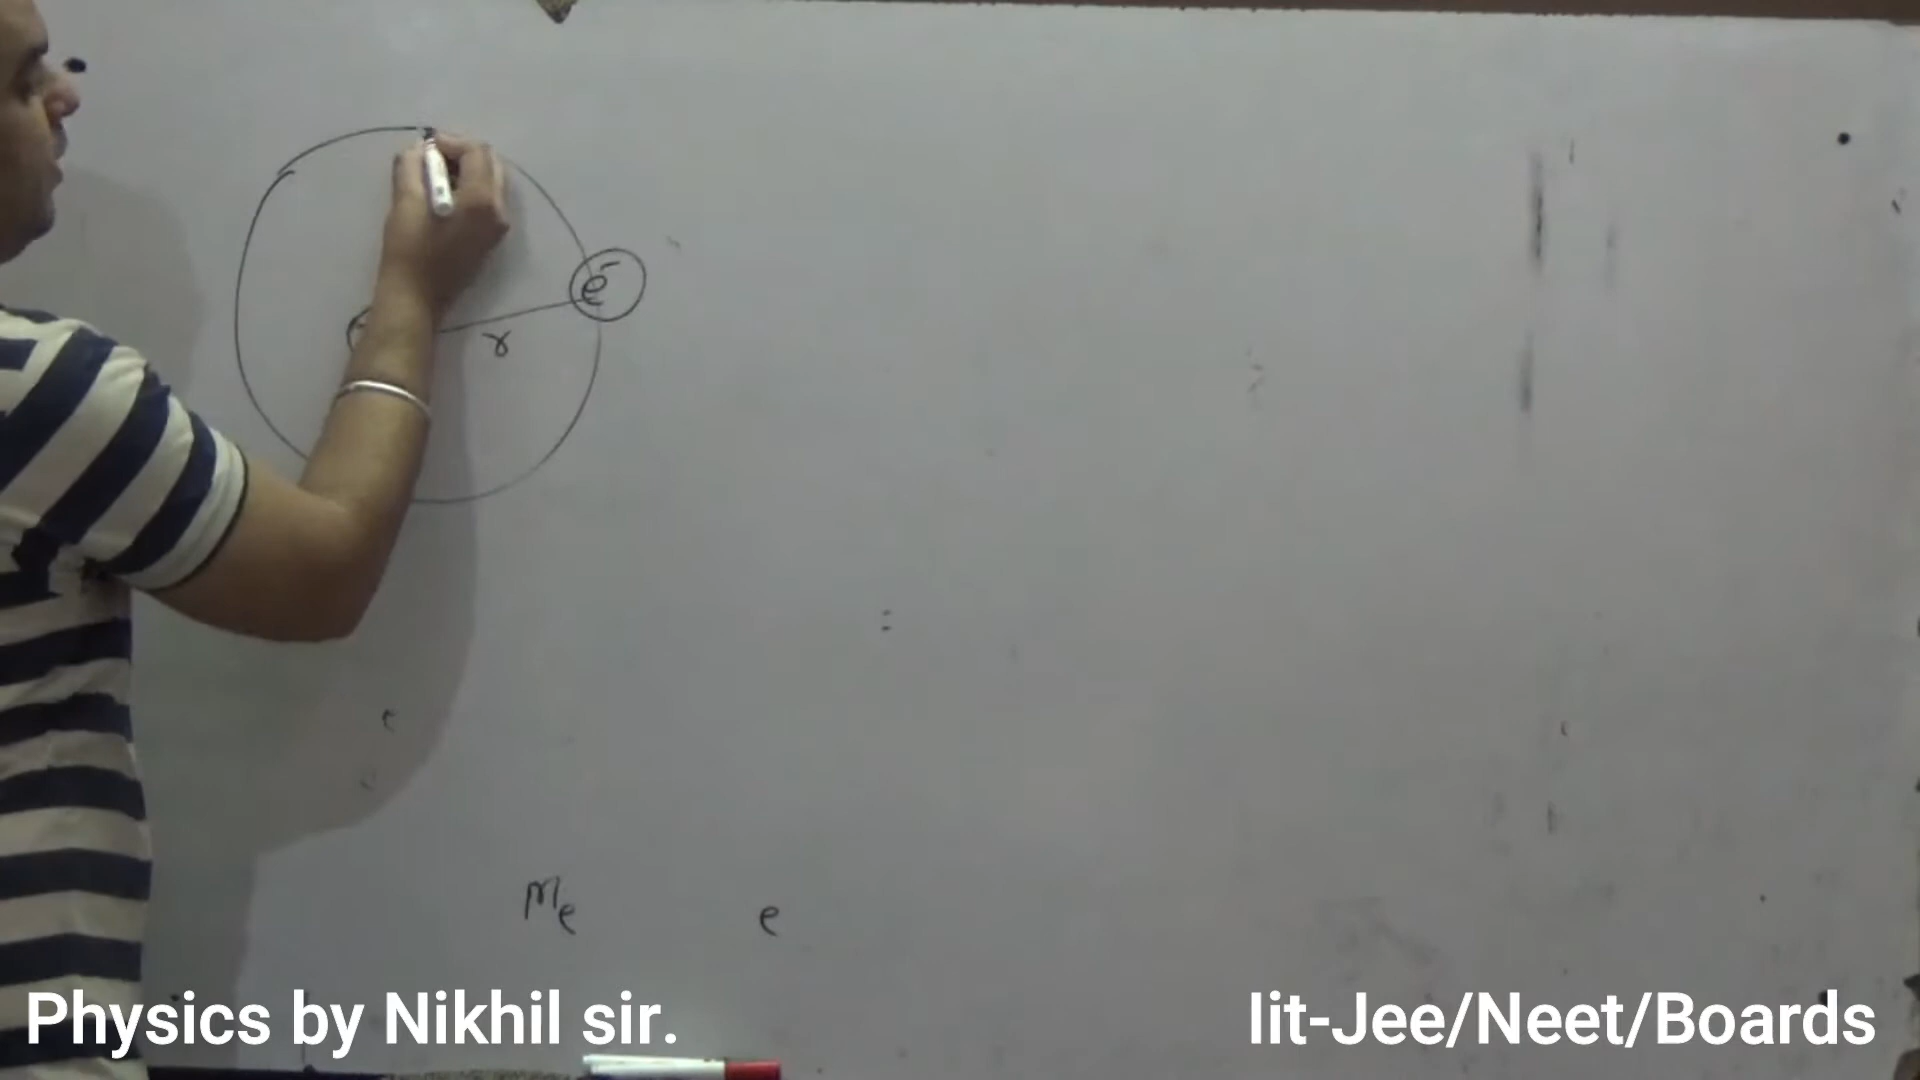 e⁻
r
Me e
Physics by Nikhil sir.
Iit-Jee/Neet/Boards